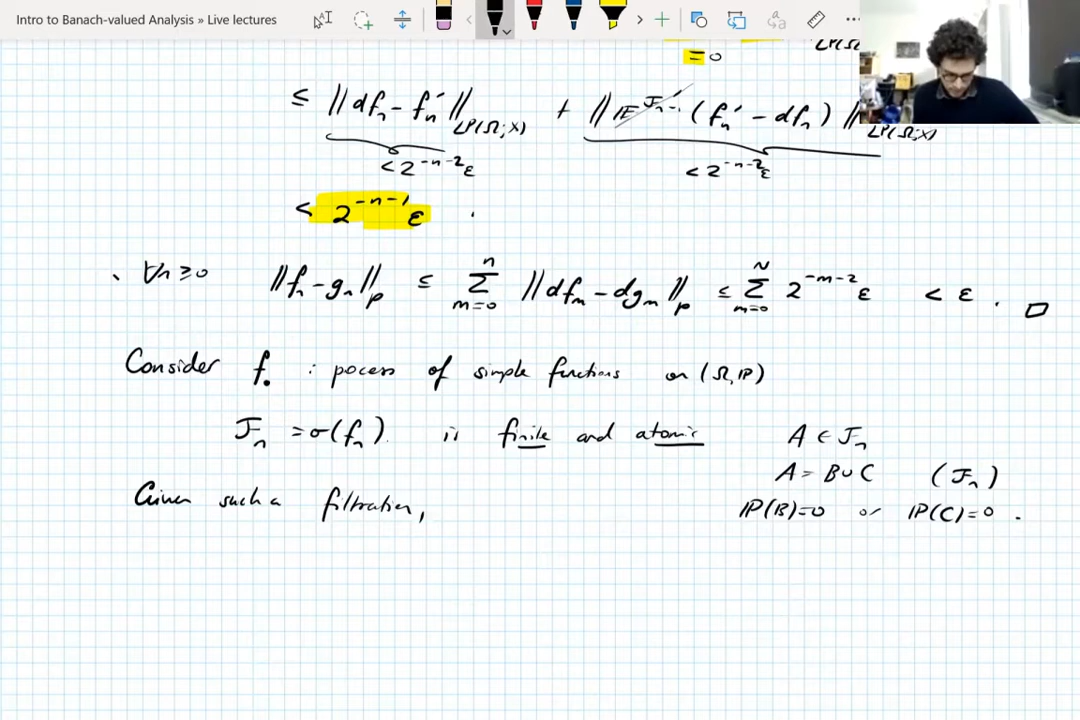 Intro to Banach-valued Analysis » Live lectures
= 0
≤ ||df_n − f_n'||_{L^p(Ω;X)} + ||𝔼^{F_{n-1}}(f_n' − df_n)||_{L^p(Ω;X)}
< 2^{-n-2}ε < 2^{-n-2}ε
< 2^{-n-1}ε .
∀n ≥ 0 ||f_n − g_n||_p ≤ Σ_{m=0}^{n} ||df_m − dg_m||_p ≤ Σ_{m=0}^{N} 2^{-m-2}ε < ε . □
Consider f. : pocess of simple functions on (Ω, ℙ)
F_n = σ(f_n). is finite and atomic A ∈ F_n
A = B ∪ C (F_n)
Given such a filtration, ℙ(B)=0 or ℙ(C)=0 .